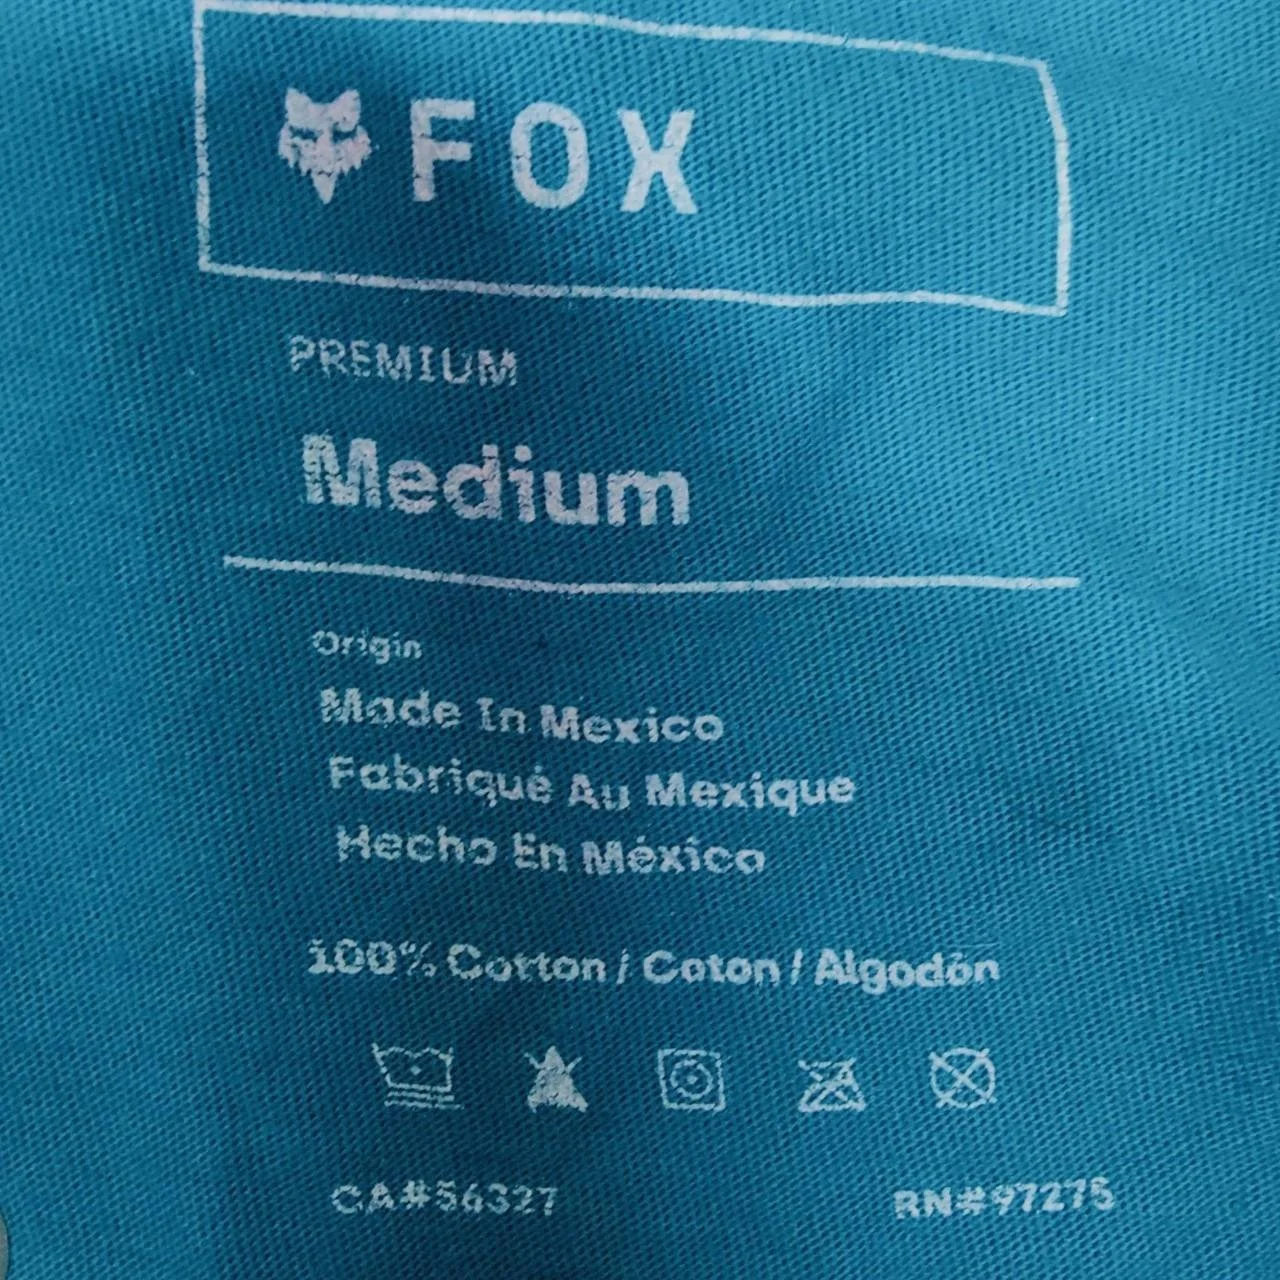 FOX
PREMIUM
Medium
Origin
Made In Mexico
Fabriqué Au Mexique
Hecho En México
100% Cotton / Coton / Algodón
CA#56327 RN#97275